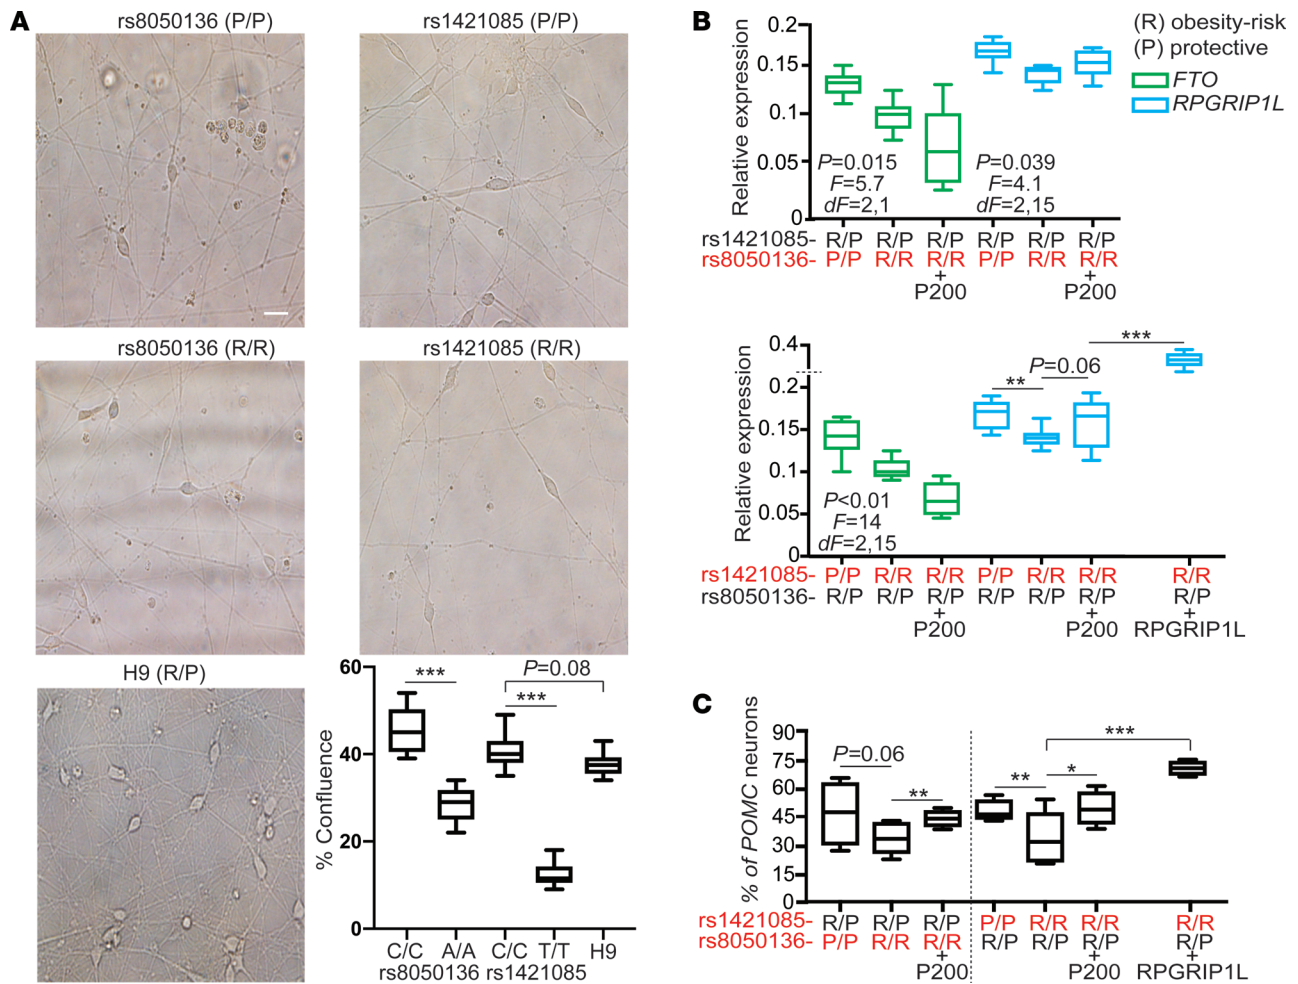 A
rs8050136 (P/P)
rs1421085 (P/P)
rs8050136 (R/R)
rs1421085 (R/R)
H9 (R/P)
% Confluence
60
40
20
0
***
***
P=0.08
C/C A/A C/C T/T H9
rs8050136 rs1421085
B
(R) obesity-risk
(P) protective
FTO
RPGRIP1L
Relative expression
0.2
0.15
0.1
0.05
0
P=0.015
F=5.7
dF=2,1
P=0.039
F=4.1
dF=2,15
rs1421085- R/P R/P R/P R/P R/P R/P
rs8050136- P/P R/R R/R P/P R/R R/R
+ +
P200 P200
Relative expression
0.4
0.2
0.15
0.1
0.05
0
P<0.01
F=14
dF=2,15
**
P=0.06
***
rs1421085- P/P R/R R/R P/P R/R R/R R/R
rs8050136- R/P R/P R/P R/P R/P R/P R/P
+ + +
P200 P200 RPGRIP1L
C
% of POMC neurons
90
75
60
45
30
15
0
P=0.06
**
**
*
***
rs1421085- R/P R/P R/P P/P R/R R/R R/R
rs8050136- P/P R/R R/R R/P R/P R/P R/P
+ + +
P200 P200 RPGRIP1L